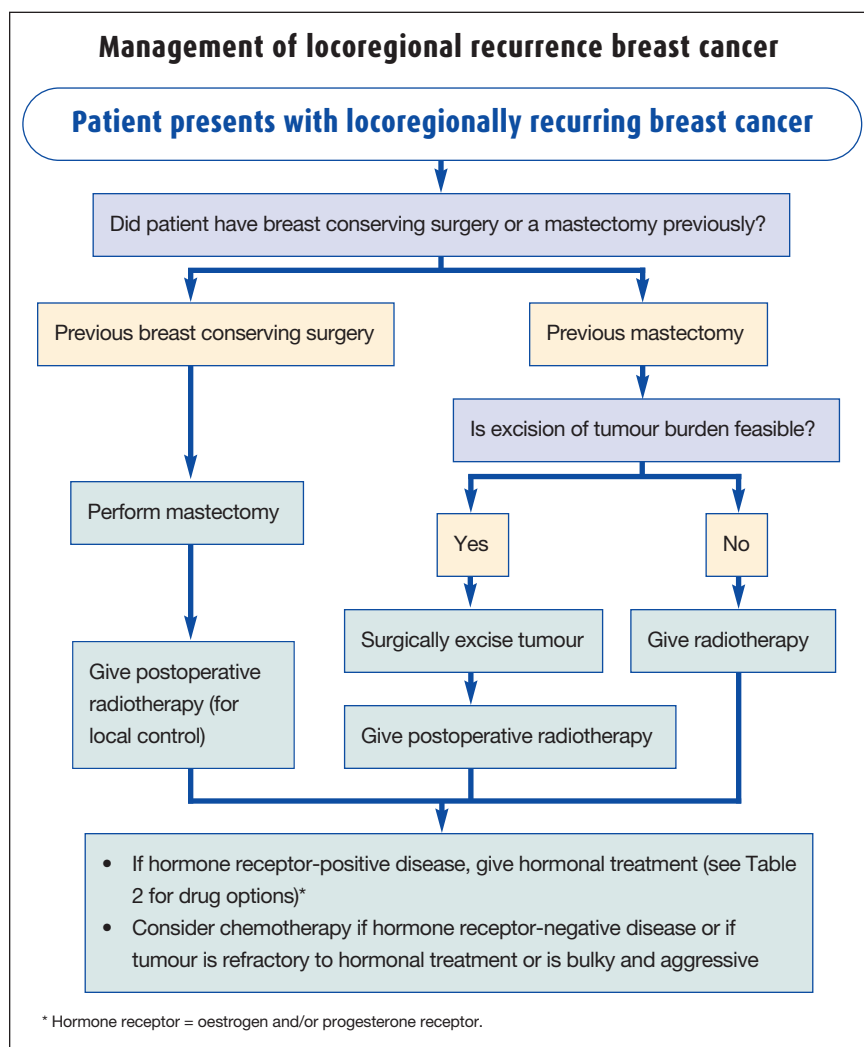 Management of locoregional recurrence breast cancer
Patient presents with locoregionally recurring breast cancer
Did patient have breast conserving surgery or a mastectomy previously?
Previous breast conserving surgery
Previous mastectomy
Is excision of tumour burden feasible?
Perform mastectomy
Yes
No
Give postoperative
radiotherapy (for
local control)
Surgically excise tumour
Give radiotherapy
Give postoperative radiotherapy
• If hormone receptor-positive disease, give hormonal treatment (see Table
2 for drug options)*
• Consider chemotherapy if hormone receptor-negative disease or if
tumour is refractory to hormonal treatment or is bulky and aggressive
* Hormone receptor = oestrogen and/or progesterone receptor.